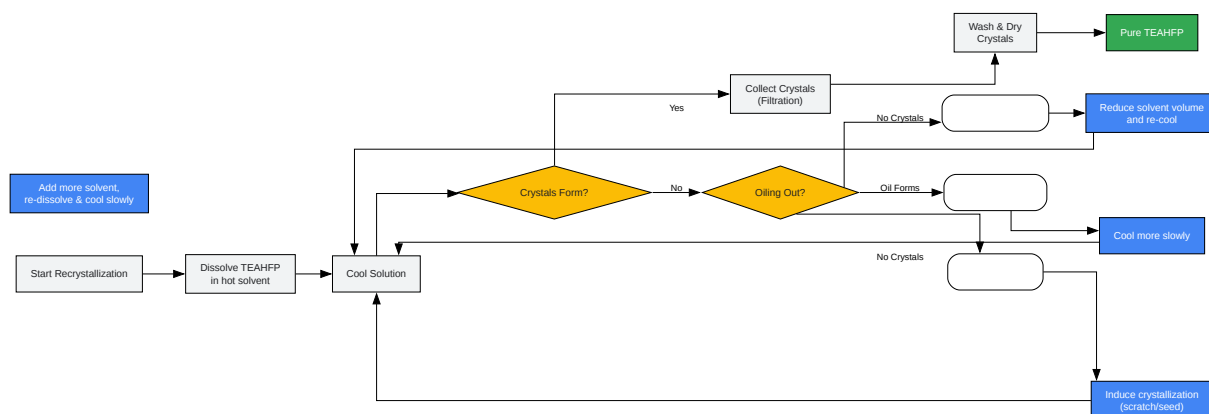 Wash & Dry
Crystals
Pure TEAHFP
Collect Crystals
(Filtration)
Yes
No Crystals
Reduce solvent volume
and re-cool
Add more solvent,
re-dissolve & cool slowly
Crystals Form?
No
Oiling Out?
Oil Forms
Cool more slowly
No Crystals
Start Recrystallization
Dissolve TEAHFP
in hot solvent
Cool Solution
Induce crystallization
(scratch/seed)